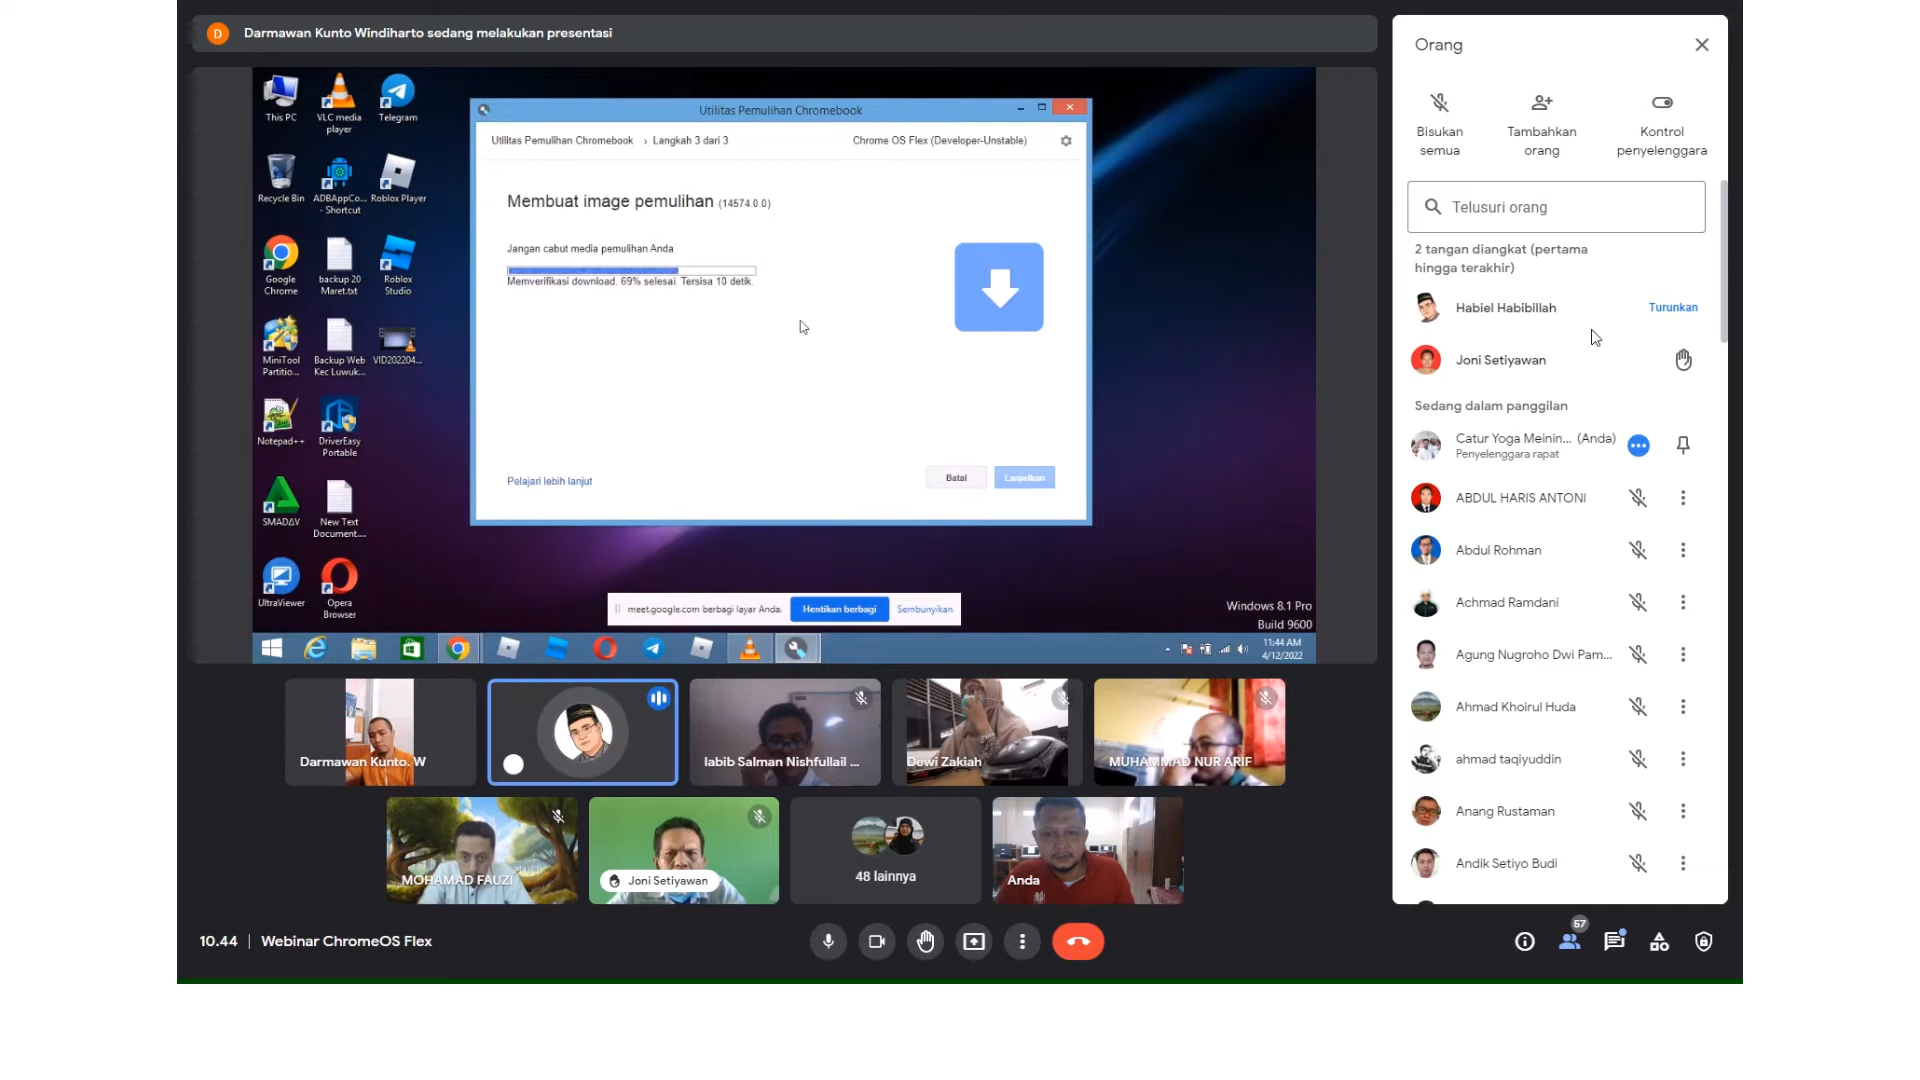 D Darmawan Kunto Windiharto sedang melakukan presentasi
This PC
VLC media player
Telegram
Recycle Bin
ADBAppCo... - Shortcut
Roblox Player
Google Chrome
backup 20 Maret.txt
Roblox Studio
MiniTool Partitio...
Backup Web Kec Luwuk...
VID202204...
Notepad++
DriverEasy Portable
SMADAV
New Text Document....
UltraViewer
Opera Browser
Utilitas Pemulihan Chromebook
Utilitas Pemulihan Chromebook › Langkah 3 dari 3
Chrome OS Flex (Developer-Unstable)
Membuat image pemulihan (14574.0.0)
Jangan cabut media pemulihan Anda.
Memverifikasi download. 69% selesai. Tersisa 10 detik.
Pelajari lebih lanjut
Batal
Lanjutkan
meet.google.com berbagi layar Anda.
Hentikan berbagi
Sembunyikan
Windows 8.1 Pro
Build 9600
11:44 AM
4/12/2022
Darmawan Kunto. W
labib Salman Nishfullail ...
Dewi Zakiah
MUHAMMAD NUR ARIF
MOHAMAD FAUZI
Joni Setiyawan
48 lainnya
Anda
10.44 | Webinar ChromeOS Flex
57
Orang
Bisukan semua
Tambahkan orang
Kontrol penyelenggara
Telusuri orang
2 tangan diangkat (pertama
hingga terakhir)
Habiel Habibillah
Turunkan
Joni Setiyawan
Sedang dalam panggilan
Catur Yoga Meinin... (Anda)
Penyelenggara rapat
ABDUL HARIS ANTONI
Abdul Rohman
Achmad Ramdani
Agung Nugroho Dwi Pam...
Ahmad Khoirul Huda
ahmad taqiyuddin
Anang Rustaman
Andik Setiyo Budi